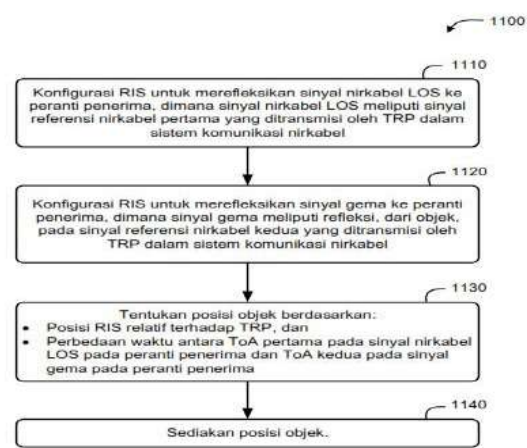 1100
1110
Konfigurasi RIS untuk merefleksikan sinyal nirkabel LOS ke
peranti penerima, dimana sinyal nirkabel LOS meliputi sinyal
referensi nirkabel pertama yang ditransmisi oleh TRP dalam
sistem komunikasi nirkabel
1120
Konfigurasi RIS untuk merefleksikan sinyal gema ke peranti
penerima, dimana sinyal gema meliputi refleksi, dari objek,
pada sinyal referensi nirkabel kedua yang ditransmisi oleh
TRP dalam sistem komunikasi nirkabel
1130
Tentukan posisi objek berdasarkan:
• Posisi RIS relatif terhadap TRP, dan
• Perbedaan waktu antara ToA pertama pada sinyal nirkabel
LOS pada peranti penerima dan ToA kedua pada sinyal
gema pada peranti penerima
1140
Sediakan posisi objek.